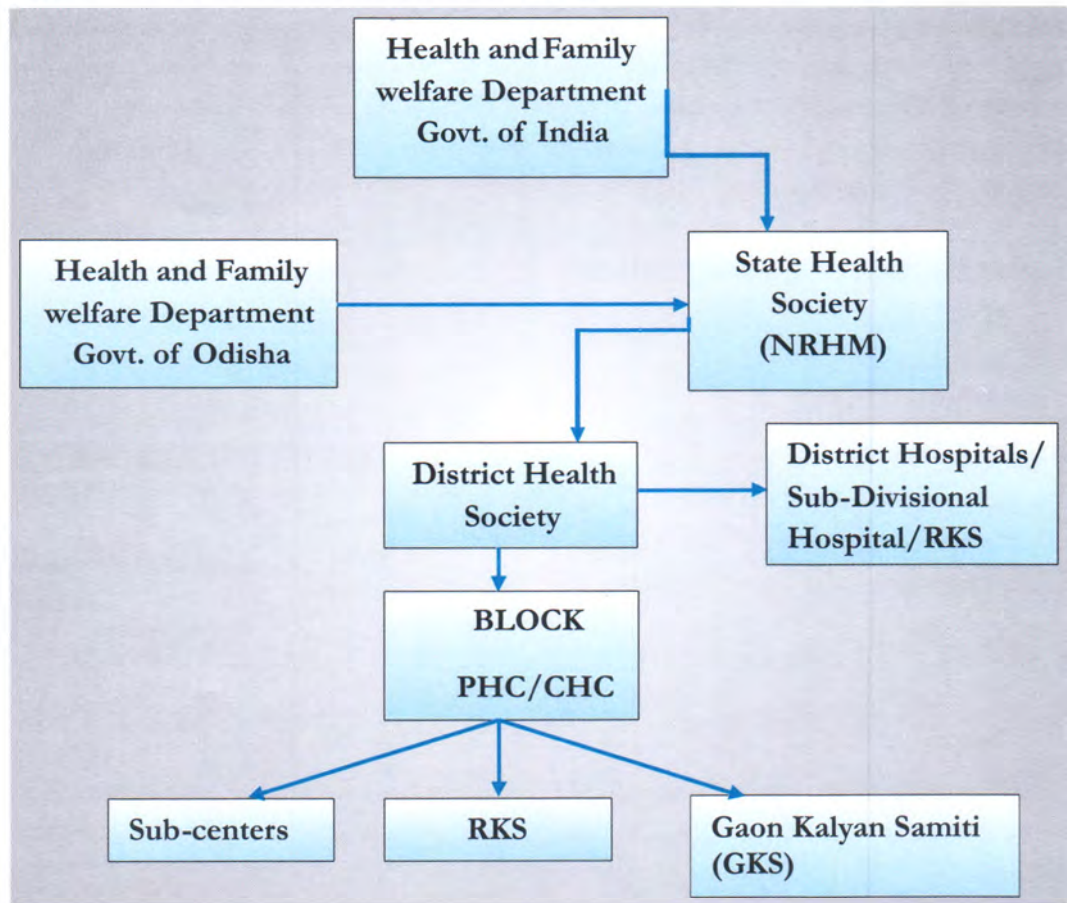 Health and Family
welfare Department
Govt. of India
Health and Family
welfare Department
Govt. of Odisha
State Health
Society
(NRHM)
District Health
Society
District Hospitals/
Sub-Divisional
Hospital/RKS
BLOCK
PHC/CHC
Sub-centers
RKS
Gaon Kalyan Samiti
(GKS)